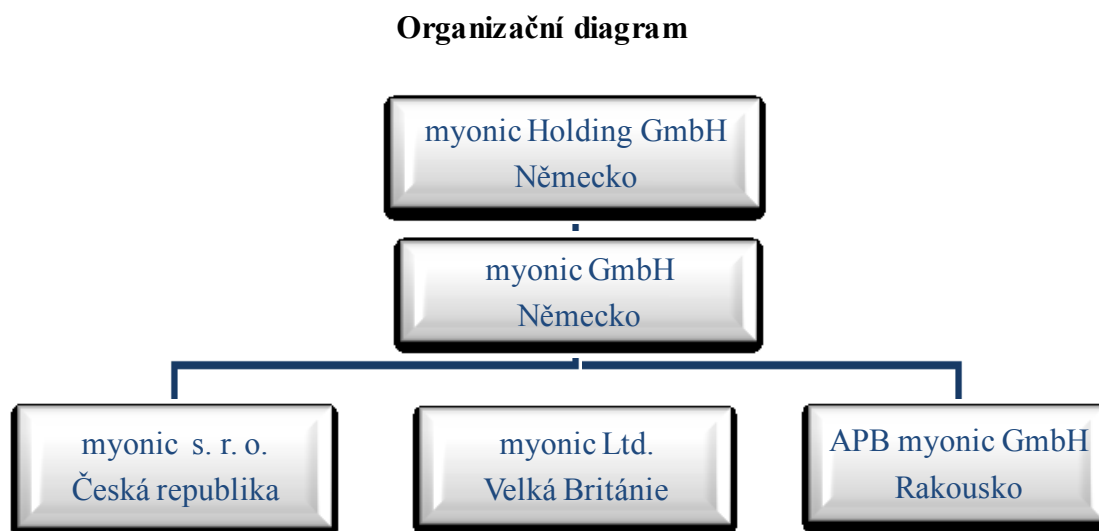 Organizační diagram
myonic Holding GmbH
Německo
myonic GmbH
Německo
myonic s. r. o.
Česká republika
myonic Ltd.
Velká Británie
APB myonic GmbH
Rakousko